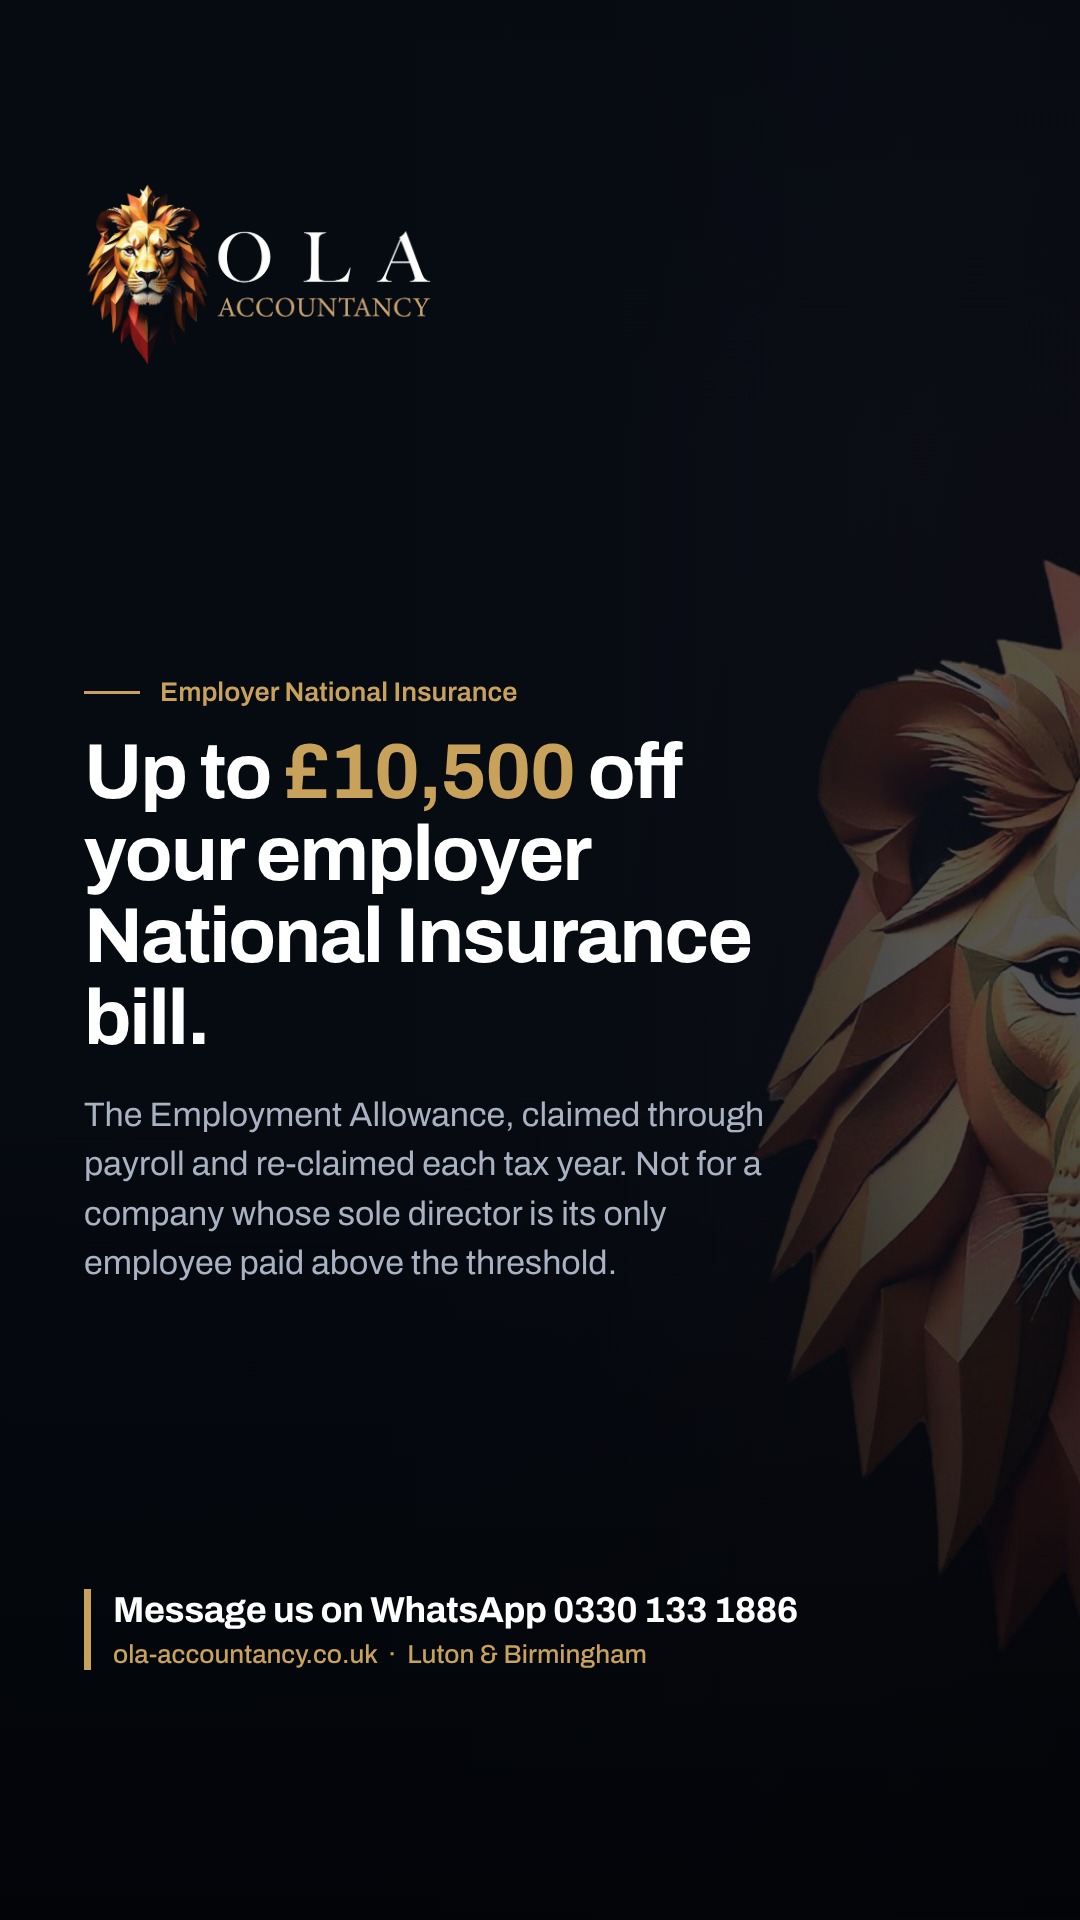 OLA
ACCOUNTANCY
Employer National Insurance
Up to £10,500 off
your employer
National Insurance
bill.
The Employment Allowance, claimed through
payroll and re-claimed each tax year. Not for a
company whose sole director is its only
employee paid above the threshold.
Message us on WhatsApp 0330 133 1886
ola-accountancy.co.uk · Luton & Birmingham